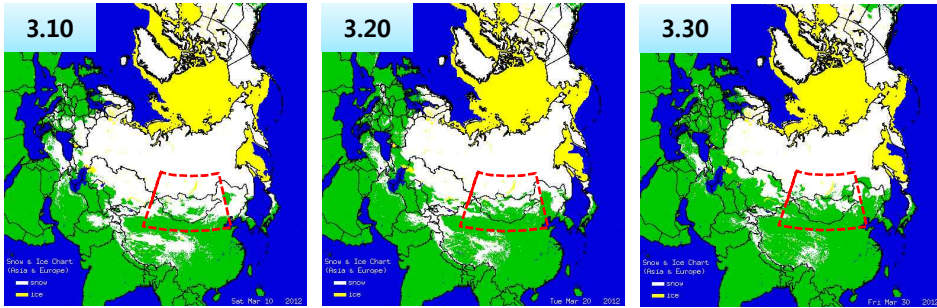 3.10
Snow & Ice Chart
(Asia & Europe)
snow
ice
Sat Mar 10 2012
3.20
Snow & Ice Chart
(Asia & Europe)
snow
ice
Tue Mar 20 2012
3.30
Snow & Ice Chart
(Asia & Europe)
snow
ice
Fri Mar 30 2012